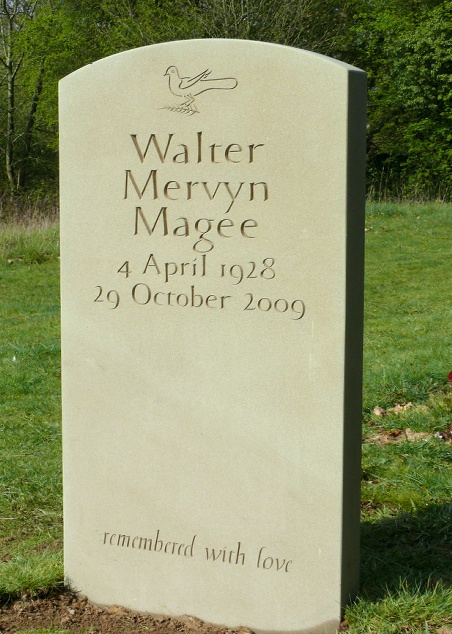 Walter
Mervyn
Magee
4 April 1928
29 October 2009
remembered with love